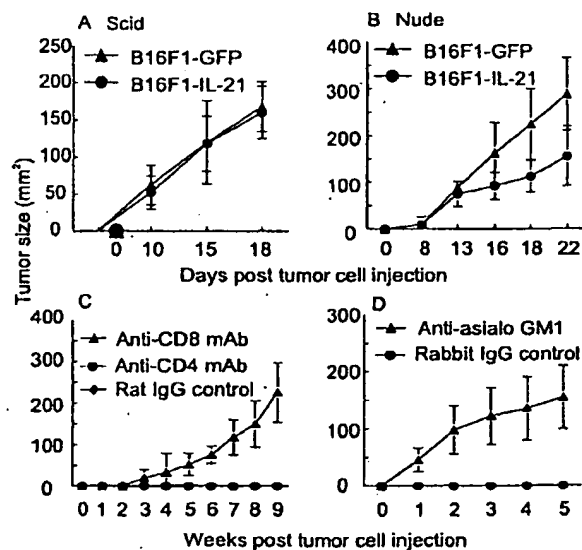 A Scid
B16F1-GFP
B16F1-IL-21
250
200
150
100
50
0
0 10 15 18
B Nude
B16F1-GFP
B16F1-IL-21
400
300
200
100
0
0 8 13 16 18 22
Tumor size (mm²)
Days post tumor cell injection
C
Anti-CD8 mAb
Anti-CD4 mAb
Rat IgG control
400
300
200
100
0
0 1 2 3 4 5 6 7 8 9
D
Anti-asialo GM1
Rabbit IgG control
300
200
100
0
0 1 2 3 4 5
Weeks post tumor cell injection